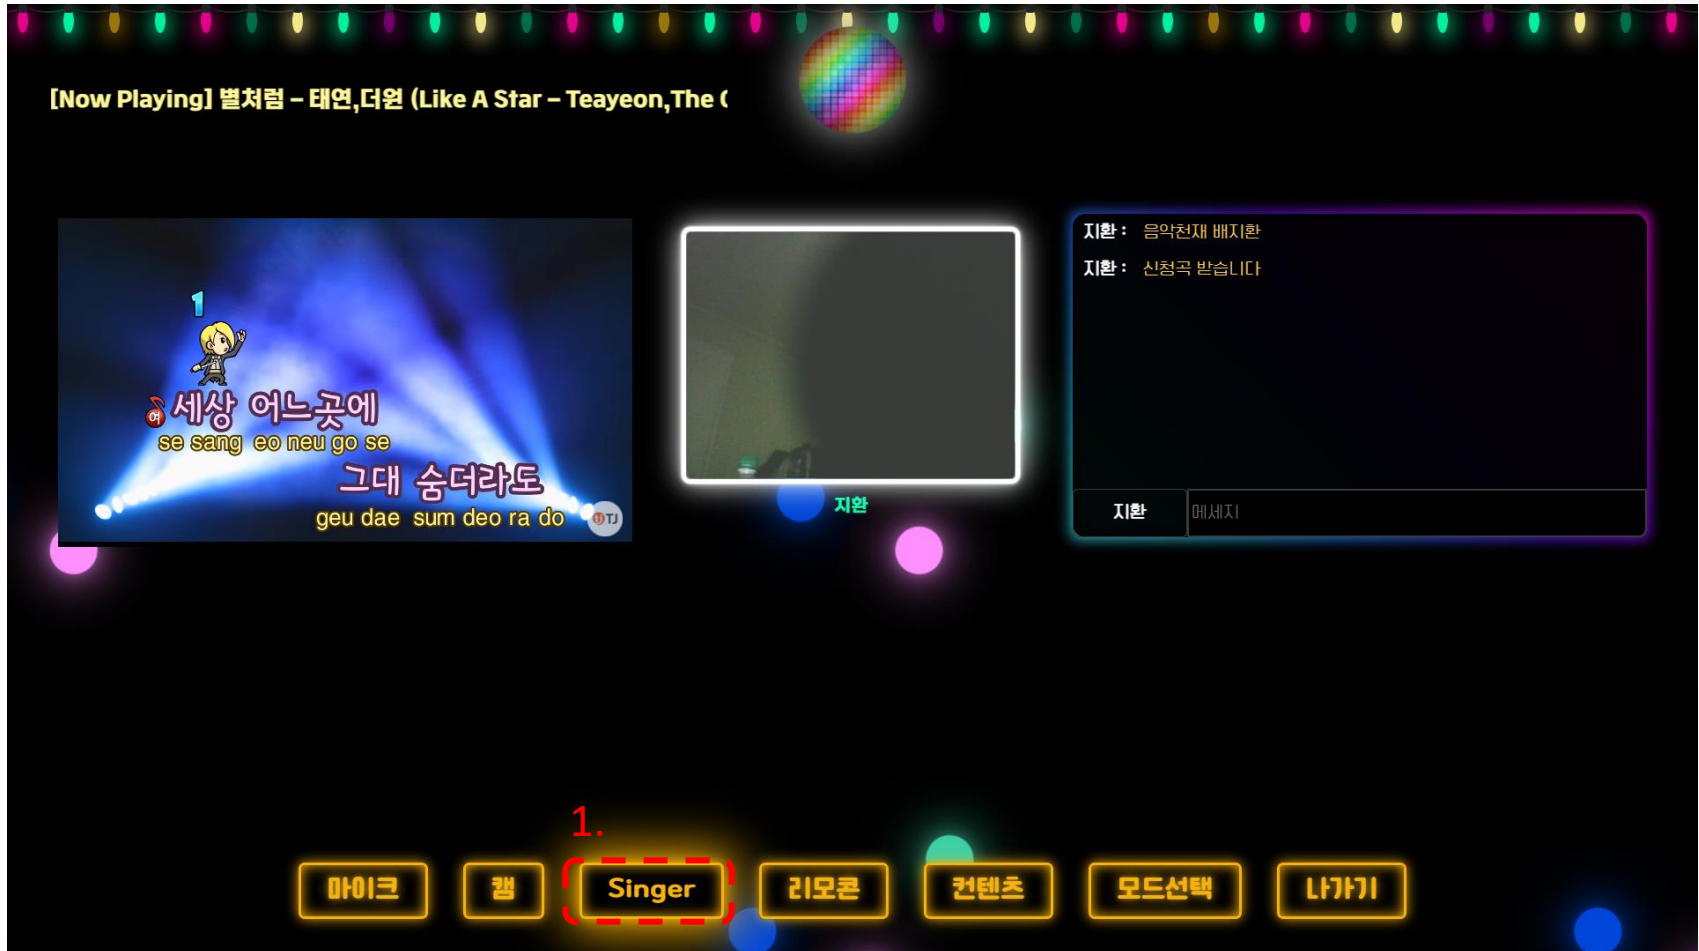 [Now Playing] 별처럼 – 태연,더원 (Like A Star – Teayeon,The
1
여 세상 어느곳에
se sang eo neu go se
그대 숨더라도
geu dae sum deo ra do
TJ
지환
지환 : 음악천재 배지환
지환 : 신청곡 받습니다
지환 메세지
1.
마이크 캠 Singer 리모콘 컨텐츠 모드선택 나가기